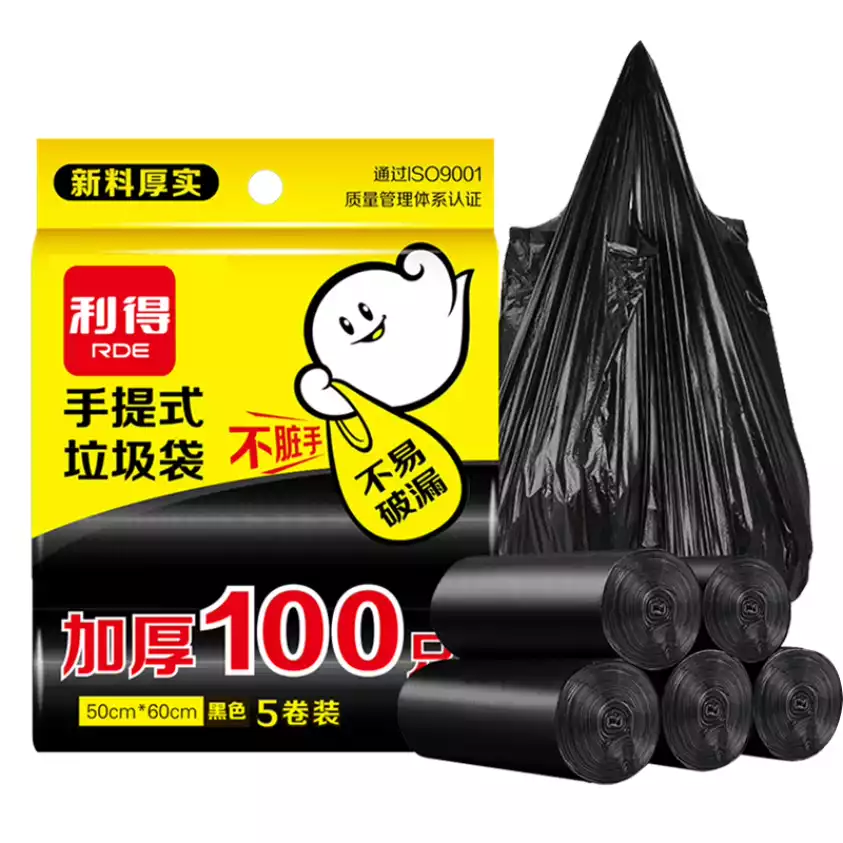 新料厚实
通过ISO9001
质量管理体系认证
利得
RDE
手提式
垃圾袋
不脏手
不易
破漏
加厚100只
50cm*60cm 黑色 5卷装